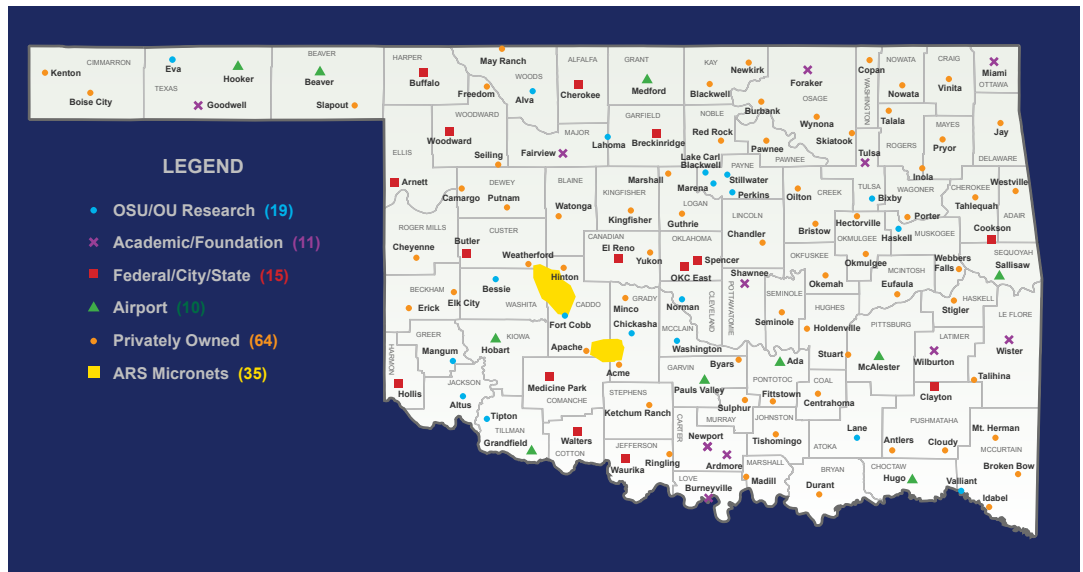 CIMARRON
Kenton
Boise City
Eva
TEXAS
Hooker
Goodwell
BEAVER
Beaver
Slapout
HARPER
Buffalo
May Ranch
WOODS
Freedom
Alva
ALFALFA
Cherokee
GRANT
Medford
KAY
Newkirk
Blackwell
Foraker
OSAGE
Burbank
Wynona
Skiatook
Copan
WASHINGTON
NOWATA
Nowata
Talala
CRAIG
Vinita
Miami
OTTAWA
WOODWARD
Woodward
ELLIS
Seiling
MAJOR
Fairview
GARFIELD
Lahoma
Breckinridge
NOBLE
Red Rock
Lake Carl
Blackwell
PAYNE
Stillwater
Marena
Perkins
Pawnee
PAWNEE
Tulsa
ROGERS
MAYES
Pryor
Inola
Jay
DELAWARE
LEGEND
OSU/OU Research (19)
Academic/Foundation (11)
Federal/City/State (15)
Airport (10)
Privately Owned (64)
ARS Micronets (35)
Arnett
DEWEY
Camargo
Putnam
BLAINE
Watonga
KINGFISHER
Kingfisher
Marshall
LOGAN
Guthrie
LINCOLN
Chandler
CREEK
Oilton
Bristow
TULSA
Bixby
WAGONER
Porter
CHEROKEE
Tahlequah
Westville
ADAIR
Cookson
ROGER MILLS
Cheyenne
Butler
CUSTER
Weatherford
CANADIAN
El Reno
Yukon
OKLAHOMA
Spencer
OKC East
Shawnee
OKFUSKEE
Okemah
Hectorville
OKMULGEE
Okmulgee
Haskell
MUSKOGEE
Webbers
Falls
SEQUOYAH
Sallisaw
BECKHAM
Erick
Elk City
Bessie
WASHITA
Hinton
CADDO
Fort Cobb
GRADY
Minco
Chickasha
Norman
MCCLAIN
Washington
CLEVELAND
POTTAWATOMIE
SEMINOLE
Seminole
HUGHES
Holdenville
MCINTOSH
Eufaula
PITTSBURG
HASKELL
Stigler
LE FLORE
GREER
Mangum
HARMON
Hollis
KIOWA
Hobart
Apache
Acme
GARVIN
Byars
Pauls Valley
PONTOTOC
Ada
Fittstown
Stuart
McAlester
LATIMER
Wilburton
Wister
Talihina
JACKSON
Altus
Tipton
TILLMAN
Grandfield
Medicine Park
COMANCHE
Walters
COTTON
STEPHENS
Ketchum Ranch
JEFFERSON
Waurika
Ringling
CARTER
MURRAY
Sulphur
Newport
Ardmore
JOHNSTON
Tishomingo
COAL
Centrahoma
ATOKA
Lane
PUSHMATAHA
Clayton
Antlers
Cloudy
Mt. Herman
MCCURTAIN
Broken Bow
LOVE
Burneyville
MARSHALL
Madill
BRYAN
Durant
CHOCTAW
Hugo
Valliant
Idabel